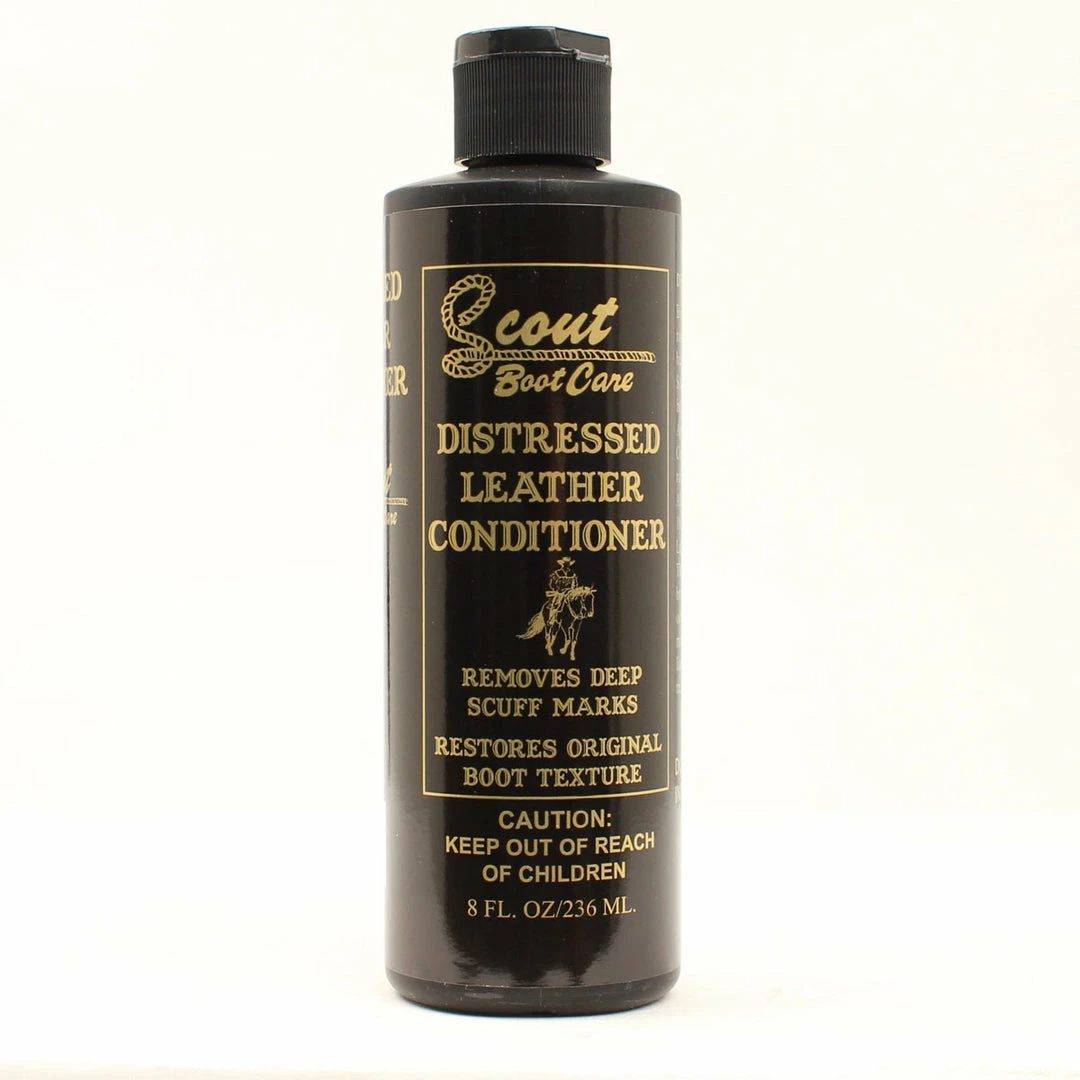 Scout
Boot Care
DISTRESSED
LEATHER
CONDITIONER
REMOVES DEEP
SCUFF MARKS
RESTORES ORIGINAL
BOOT TEXTURE
CAUTION:
KEEP OUT OF REACH
OF CHILDREN
8 FL. OZ/236 ML.